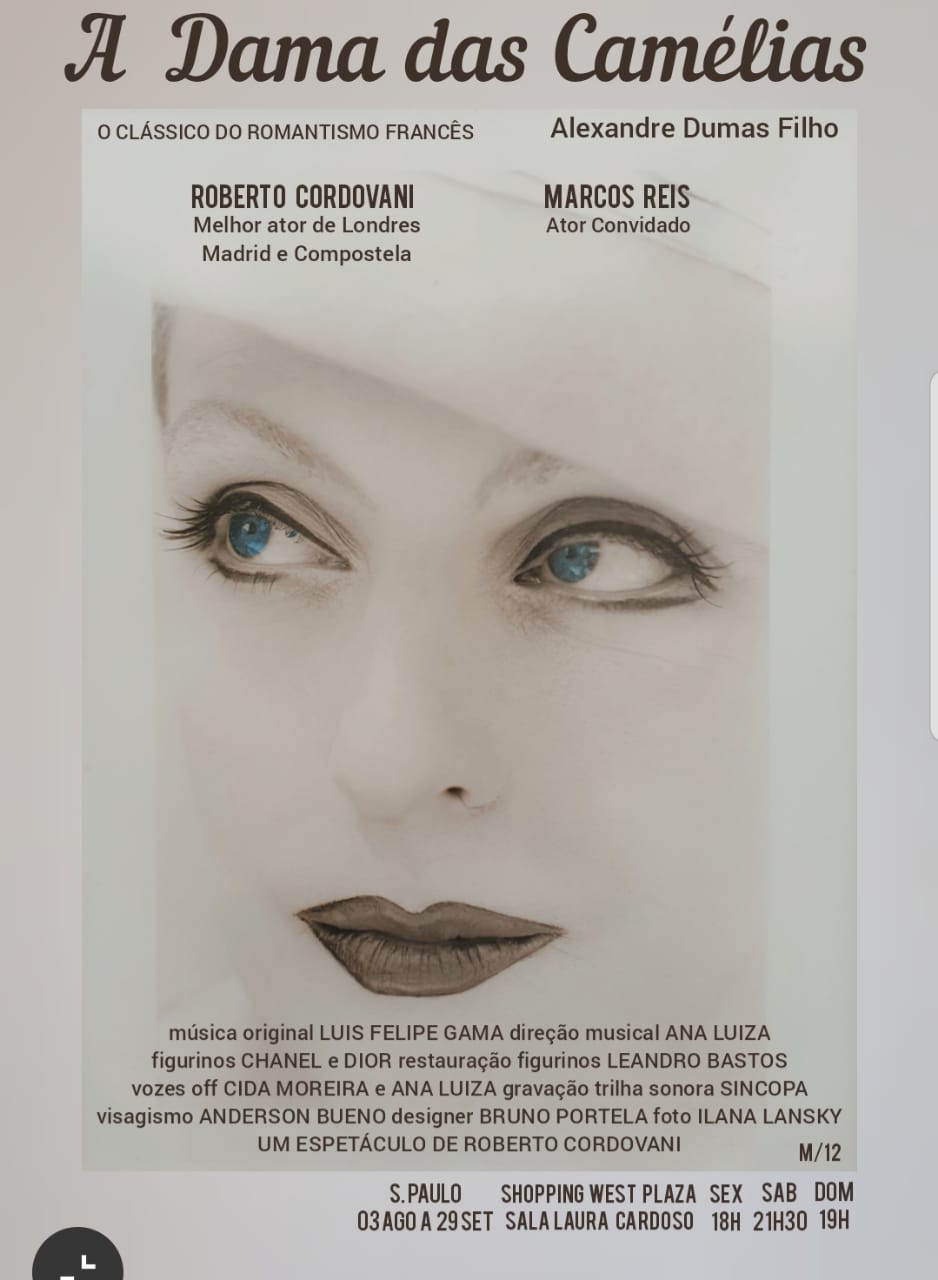 A Dama das Camélias
O CLÁSSICO DO ROMANTISMO FRANCÊS
Alexandre Dumas Filho
ROBERTO CORDOVANI
Melhor ator de Londres
Madrid e Compostela
MARCOS REIS
Ator Convidado
música original LUIS FELIPE GAMA direção musical ANA LUIZA
figurinos CHANEL e DIOR restauração figurinos LEANDRO BASTOS
vozes off CIDA MOREIRA e ANA LUIZA gravação trilha sonora SINCOPA
visagismo ANDERSON BUENO designer BRUNO PORTELA foto ILANA LANSKY
UM ESPETÁCULO DE ROBERTO CORDOVANI
M/12
S.PAULO SHOPPING WEST PLAZA SEX SAB DOM
03 AGO A 29 SET SALA LAURA CARDOSO 18H 21H30 19H